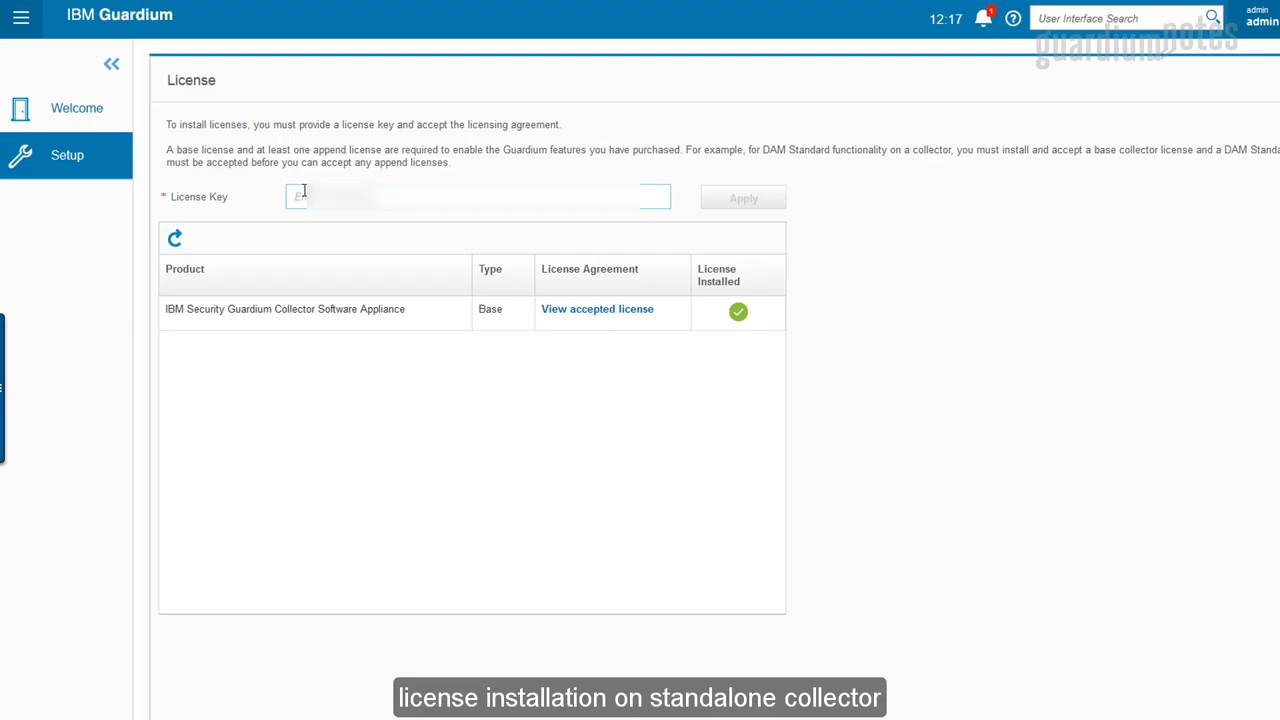 IBM Guardium
12:17
1
User Interface Search
admin
admin
guardiumnotes
Welcome
Setup
License
To install licenses, you must provide a license key and accept the licensing agreement.
A base license and at least one append license are required to enable the Guardium features you have purchased. For example, for DAM Standard functionality on a collector, you must install and accept a base collector license and a DAM Standa
must be accepted before you can accept any append licenses.
* License Key
Apply
Product Type License Agreement License Installed
IBM Security Guardium Collector Software Appliance Base View accepted license
license installation on standalone collector